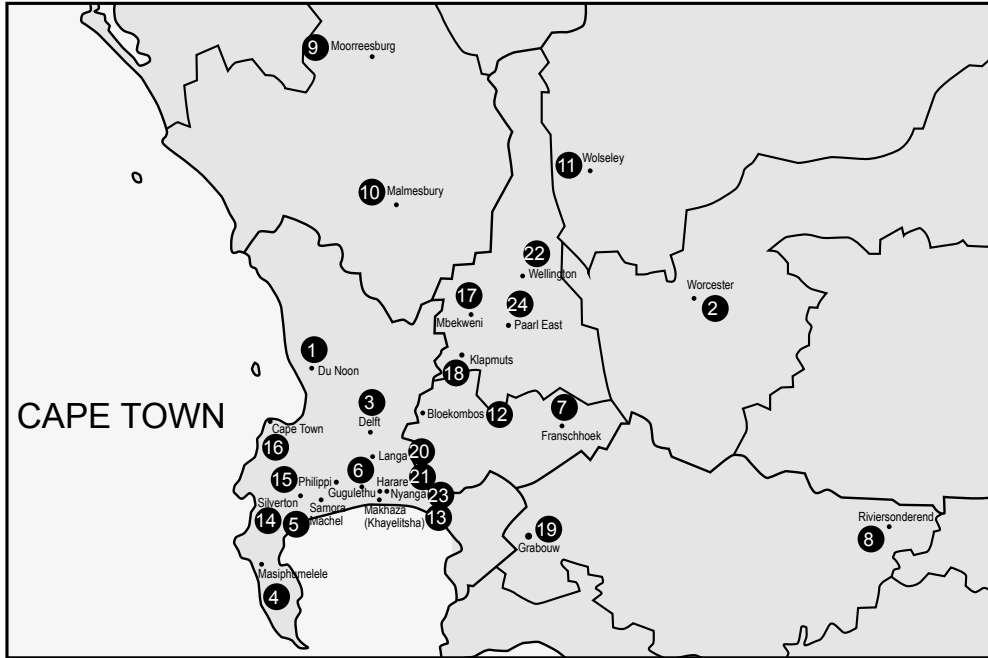 9 Moorreesburg
11 Wolseley
10 Malmesbury
22
Wellington
17
24
Worcester
2
Mbekweni
Paarl East
1
Du Noon
Klapmuts
18
3
7
12
Bloekombos
Delft
Franschhoek
CAPE TOWN
Cape Town
16
Langa 20
6
15 Philippi
Harare 21
Gugulethu
Nyanga 23
Silverton
Samora
Machel
Makhaza
(Khayelitsha)
14
5
13
19
Grabouw
Riviersonderend
8
Masiphumelele
4